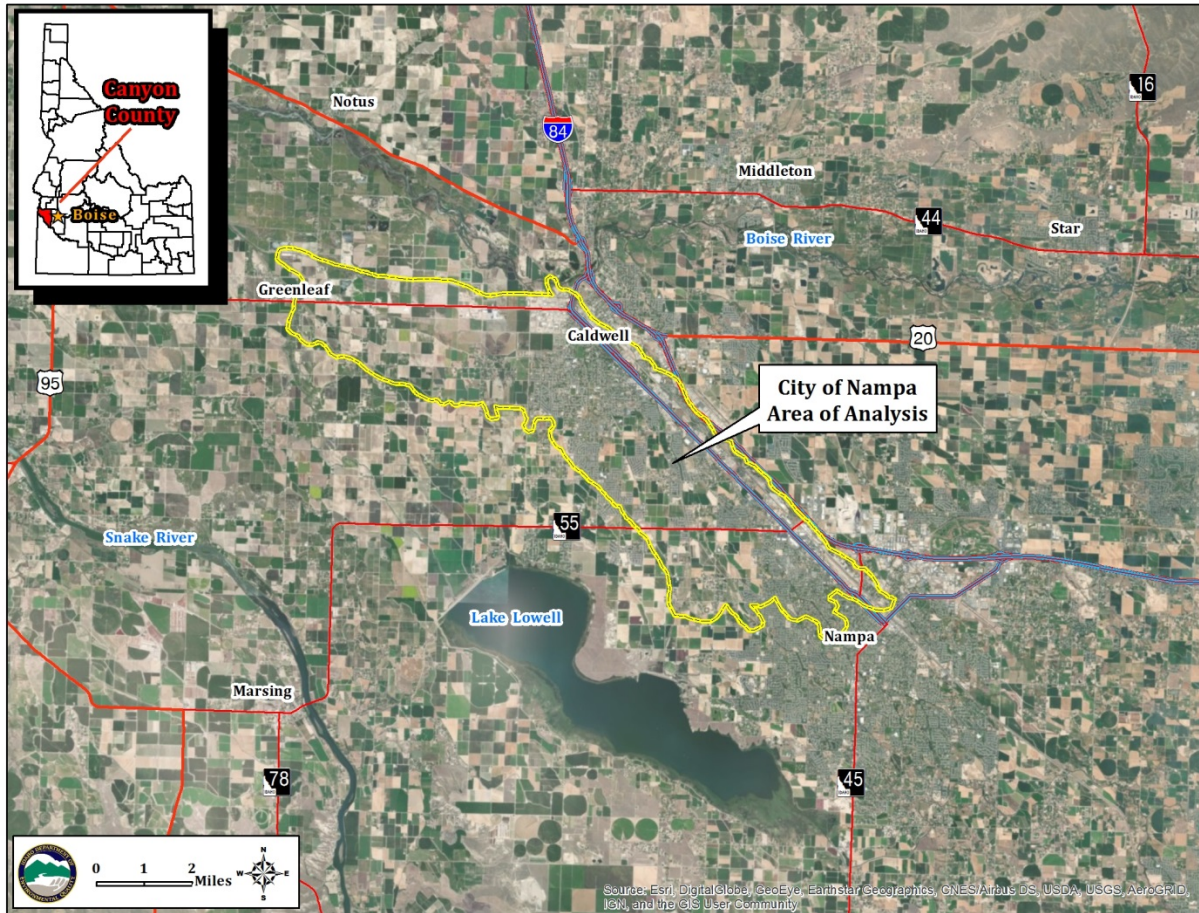 Canyon
County
Boise
Notus
84
16
Middleton
44
Star
Boise River
Greenleaf
Caldwell
20
95
City of Nampa
Area of Analysis
55
Snake River
Lake Lowell
Nampa
Marsing
78
45
N
W E
S
0 1 2
Miles
Source: Esri, DigitalGlobe, GeoEye, Earthstar Geographics, CNES/Airbus DS, USDA, USGS, AeroGRID,
IGN, and the GIS User Community